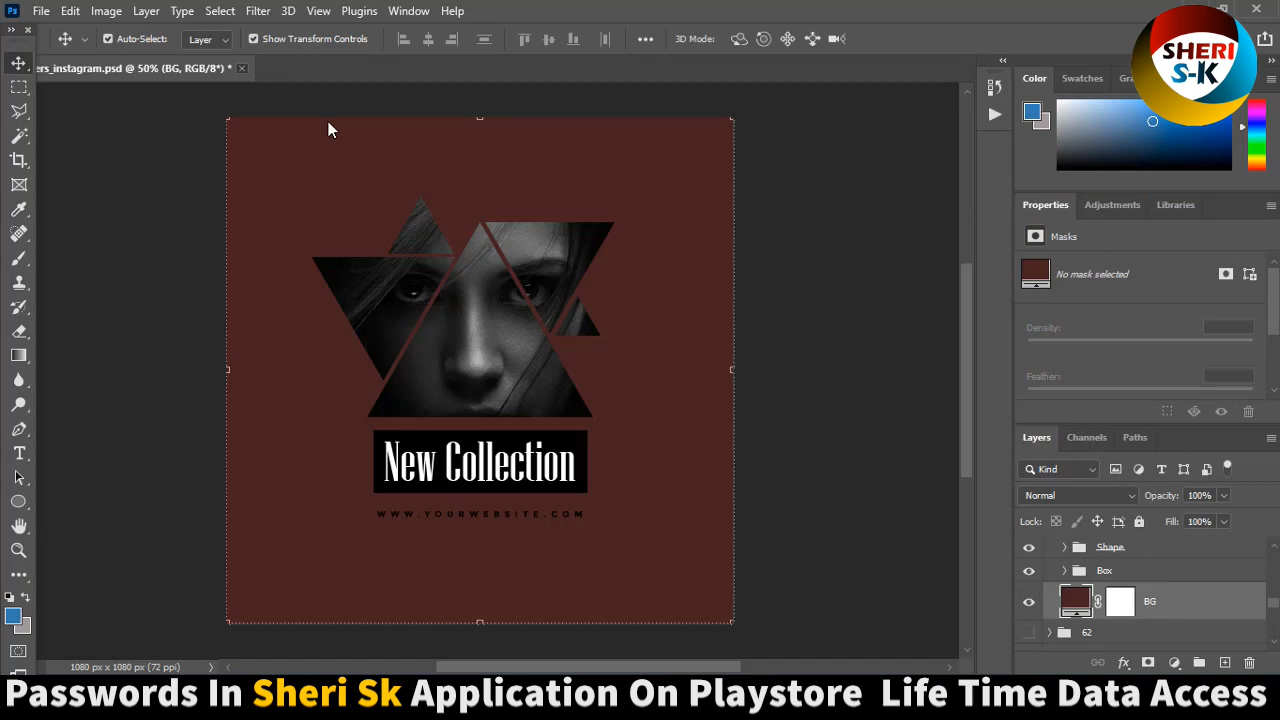 Ps File Edit Image Layer Type Select Filter 3D View Plugins Window Help
Auto-Select: Layer Show Transform Controls 3D Mode:
ers_instagram.psd @ 50% (BG, RGB/8*) *
SHERI
S-K
Color Swatches Gra
Properties Adjustments Libraries
Masks
No mask selected
Density:
Feather:
New Collection
WWW.YOURWEBSITE.COM
Layers Channels Paths
Kind
Normal Opacity: 100%
Lock: Fill: 100%
Shape
Box
BG
62
1080 px x 1080 px (72 ppi)
Passwords In Sheri Sk Application On Playstore Life Time Data Access